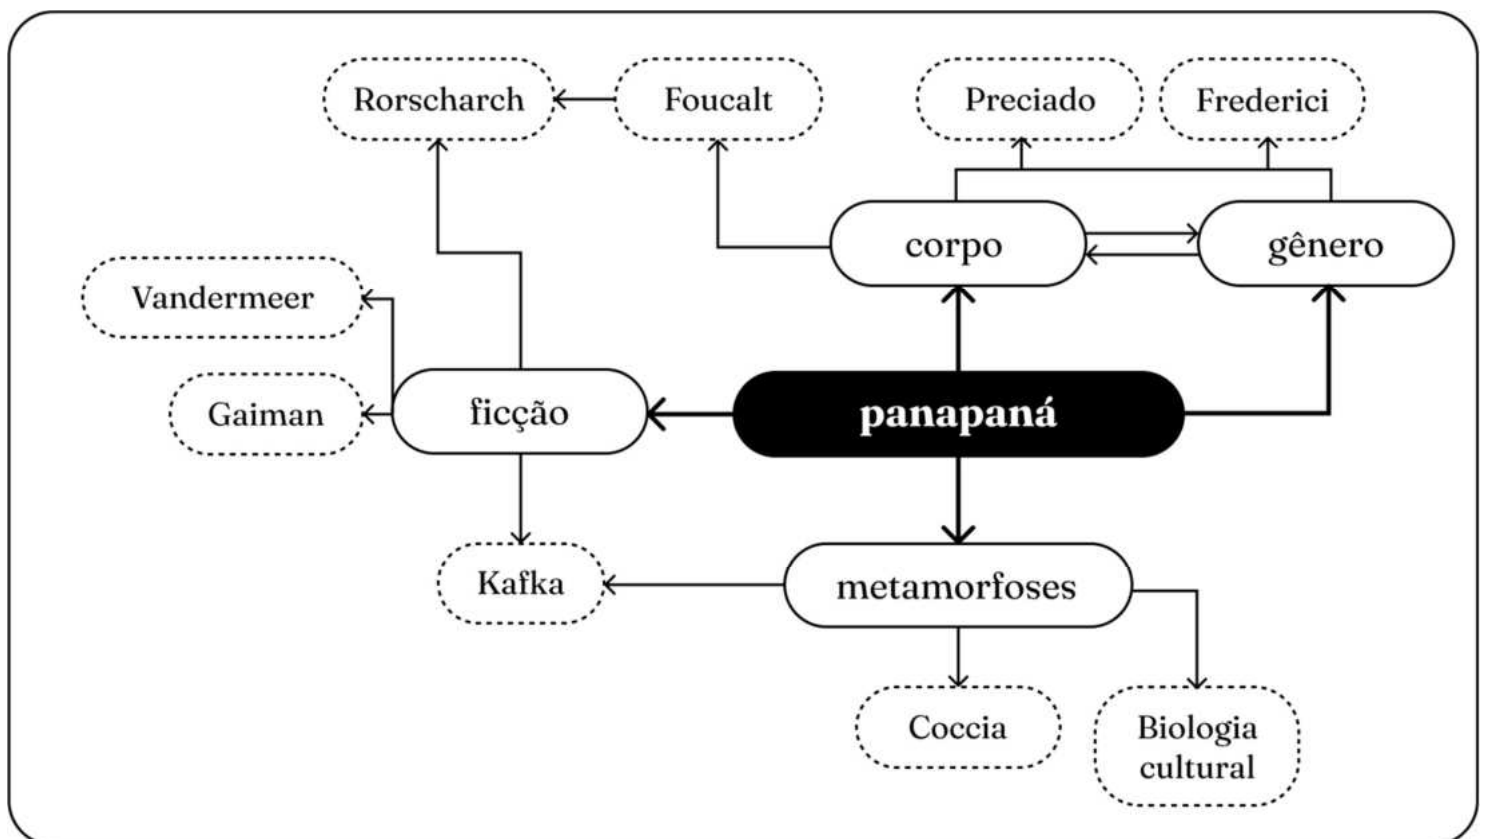 Rorscharch
Foucalt
Preciado
Frederici
corpo
gênero
Vandermeer
Gaiman
ficção
panapaná
Kafka
metamorfoses
Coccia
Biologia
cultural